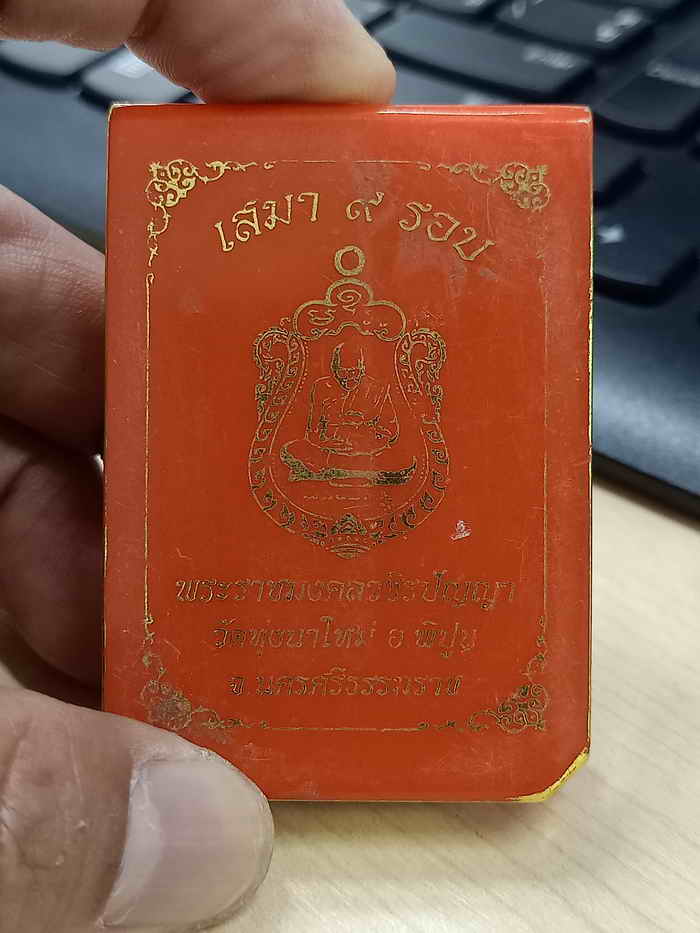 เสมา ๙ รอบ
พระราชมงคลวชิรปัญญา
วัดทุ่งนาใหม่ อ.พิปูน
จ.นครศรีธรรมราช